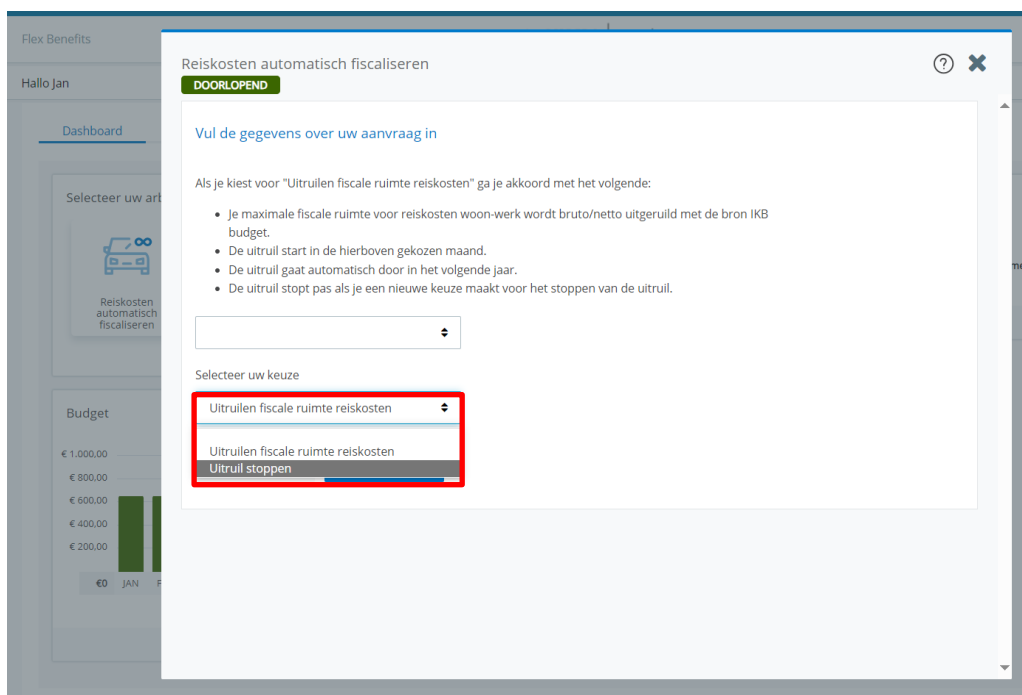 Flex Benefits
Hallo Jan
Dashboard
Selecteer uw
Reiskosten
automatisch
fiscaliseren
Budget
€ 1.000,00
€ 800,00
€ 600,00
€ 400,00
€ 200,00
€0 JAN
Reiskosten automatisch fiscaliseren
DOORLOPEND
Vul de gegevens over uw aanvraag in
Als je kiest voor "Uitruilen fiscale ruimte reiskosten" ga je akkoord met het volgende:
Je maximale fiscale ruimte voor reiskosten woon-werk wordt bruto/netto uitgeruild met de bron IKB
budget.
De uitruil start in de hierboven gekozen maand.
De uitruil gaat automatisch door in het volgende jaar.
De uitruil stopt pas als je een nieuwe keuze maakt voor het stoppen van de uitruil.
Selecteer uw keuze
Uitruilen fiscale ruimte reiskosten
Uitruilen fiscale ruimte reiskosten
Uitruil stoppen